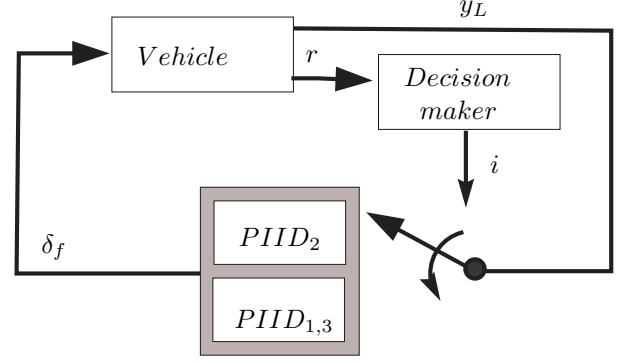 y_L
Vehicle
r
Decision
maker
i
PIID_2
δ_f
PIID_{1,3}